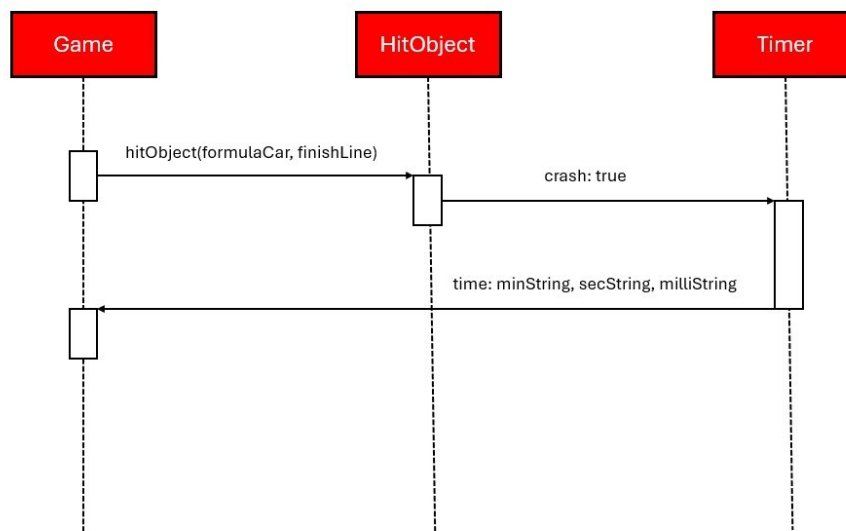 Game
HitObject
Timer
hitObject(formulaCar, finishLine)
crash: true
time: minString, secString, milliString